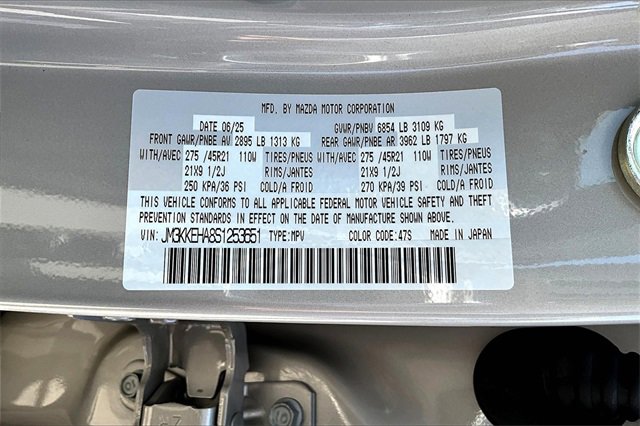 MFD. BY MAZDA MOTOR CORPORATION
DATE 06/25 GVWR/PNBV 6854 LB 3109 KG
FRONT GAWR/PNBE AV 2895 LB 1313 KG REAR GAWR/PNBE AR 3962 LB 1797 KG
WITH/AVEC 275 /45R21 110W TIRES/PNEUS WITH/AVEC 275 /45R21 110W TIRES/PNEUS
21X9 1/2J RIMS/JANTES 21X9 1/2J RIMS/JANTES
250 KPA/36 PSI COLD/A FROID 270 KPA/39 PSI COLD/A FROID
THIS VEHICLE CONFORMS TO ALL APPLICABLE FEDERAL MOTOR VEHICLE SAFETY AND THEFT
PREVENTION STANDARDS IN EFFECT ON THE DATE OF MANUFACTURE SHOWN ABOVE.
VIN: JM3KKEHA8S1253651 TYPE:MPV COLOR CODE:47S MADE IN JAPAN